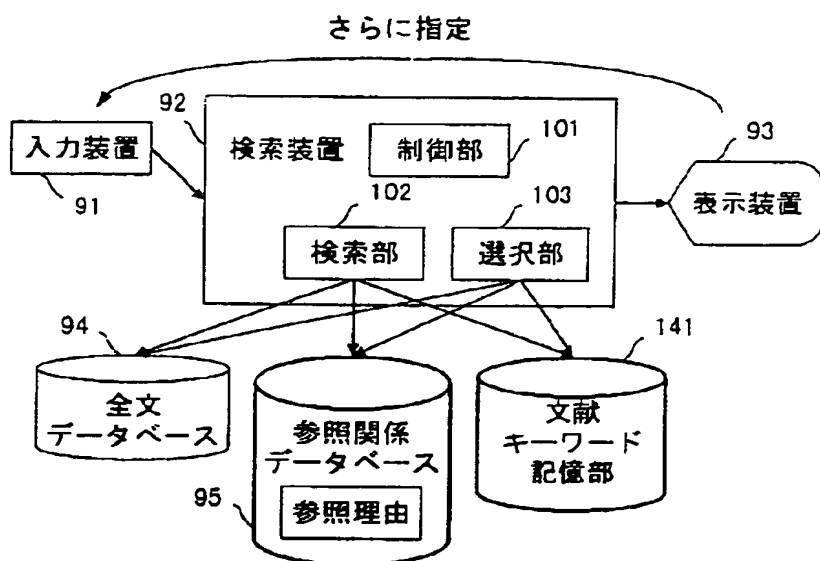 さらに指定
92
入力装置
91
検索装置
制御部
101
93
表示装置
102
検索部
103
選択部
94
全文
データベース
参照関係
データベース
95
参照理由
141
文献
キーワード
記憶部